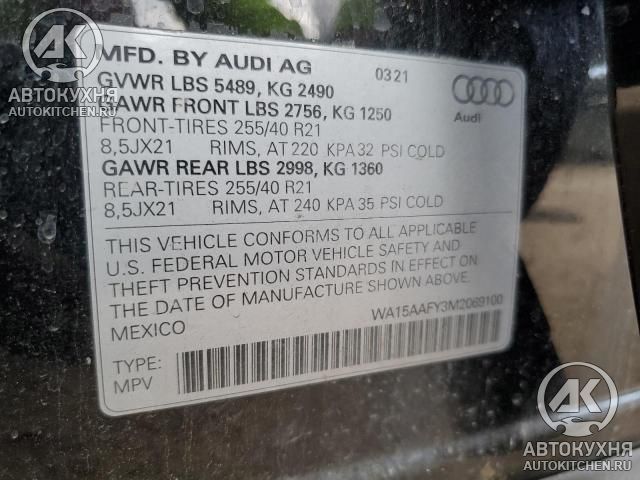 MFD. BY AUDI AG 03 21
GVWR LBS 5489, KG 2490
GAWR FRONT LBS 2756, KG 1250
Audi
FRONT-TIRES 255/40 R21
8,5JX21 RIMS, AT 220 KPA 32 PSI COLD
GAWR REAR LBS 2998, KG 1360
REAR-TIRES 255/40 R21
8,5JX21 RIMS, AT 240 KPA 35 PSI COLD
THIS VEHICLE CONFORMS TO ALL APPLICABLE
U.S. FEDERAL MOTOR VEHICLE SAFETY AND
THEFT PREVENTION STANDARDS IN EFFECT ON
THE DATE OF MANUFACTURE SHOWN ABOVE.
MEXICO
WA15AAFY3M2069100
TYPE:
MPV
АК
АВТОКУХНЯ
AUTOKITCHEN.RU
АК
АВТОКУХНЯ
AUTOKITCHEN.RU